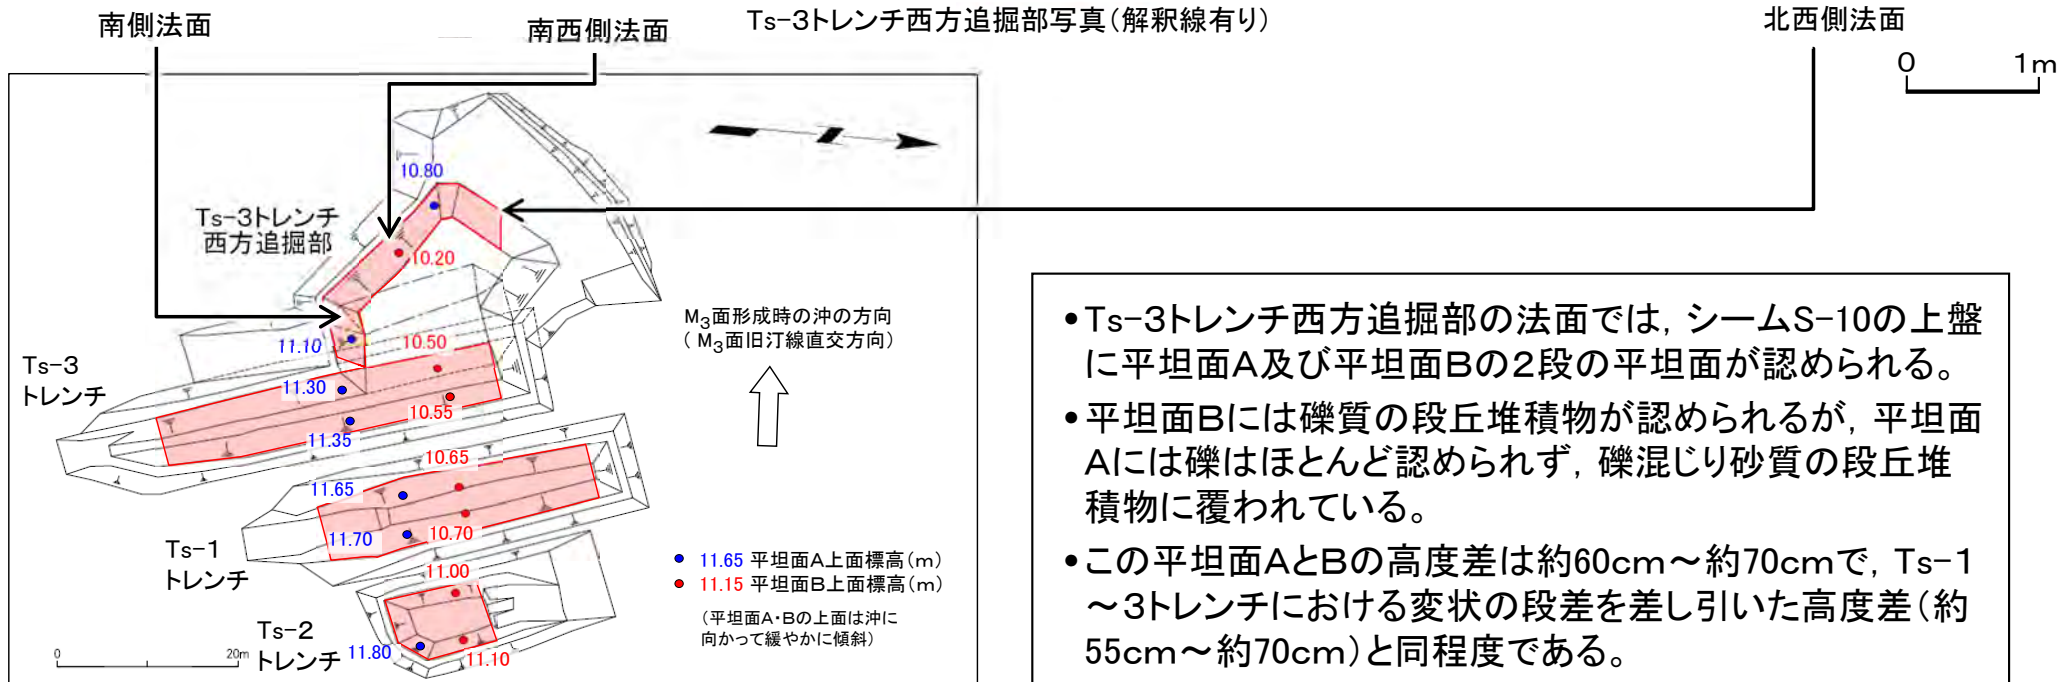 Ts-3トレンチ西方追掘部写真(解釈線有り)
南側法面
南西側法面
北西側法面
0 1m
10.80
Ts-3トレンチ
西方追掘部
10.20
11.10
10.50
M3面形成時の沖の方向
(M3面旧汀線直交方向)
Ts-3
トレンチ
11.30
10.55
11.35
10.65
11.65
11.70
10.70
Ts-1
トレンチ
11.00
11.65 平坦面A上面標高(m)
11.15 平坦面B上面標高(m)
(平坦面A・Bの上面は沖に
向かって緩やかに傾斜)
Ts-2
トレンチ
11.80
11.10
0 20m
•Ts-3トレンチ西方追掘部の法面では,シームS-10の上盤
に平坦面A及び平坦面Bの2段の平坦面が認められる。
•平坦面Bには礫質の段丘堆積物が認められるが,平坦面
Aには礫はほとんど認められず,礫混じり砂質の段丘堆
積物に覆われている。
•この平坦面AとBの高度差は約60cm~約70cmで,Ts-1
~3トレンチにおける変状の段差を差し引いた高度差(約
55cm~約70cm)と同程度である。